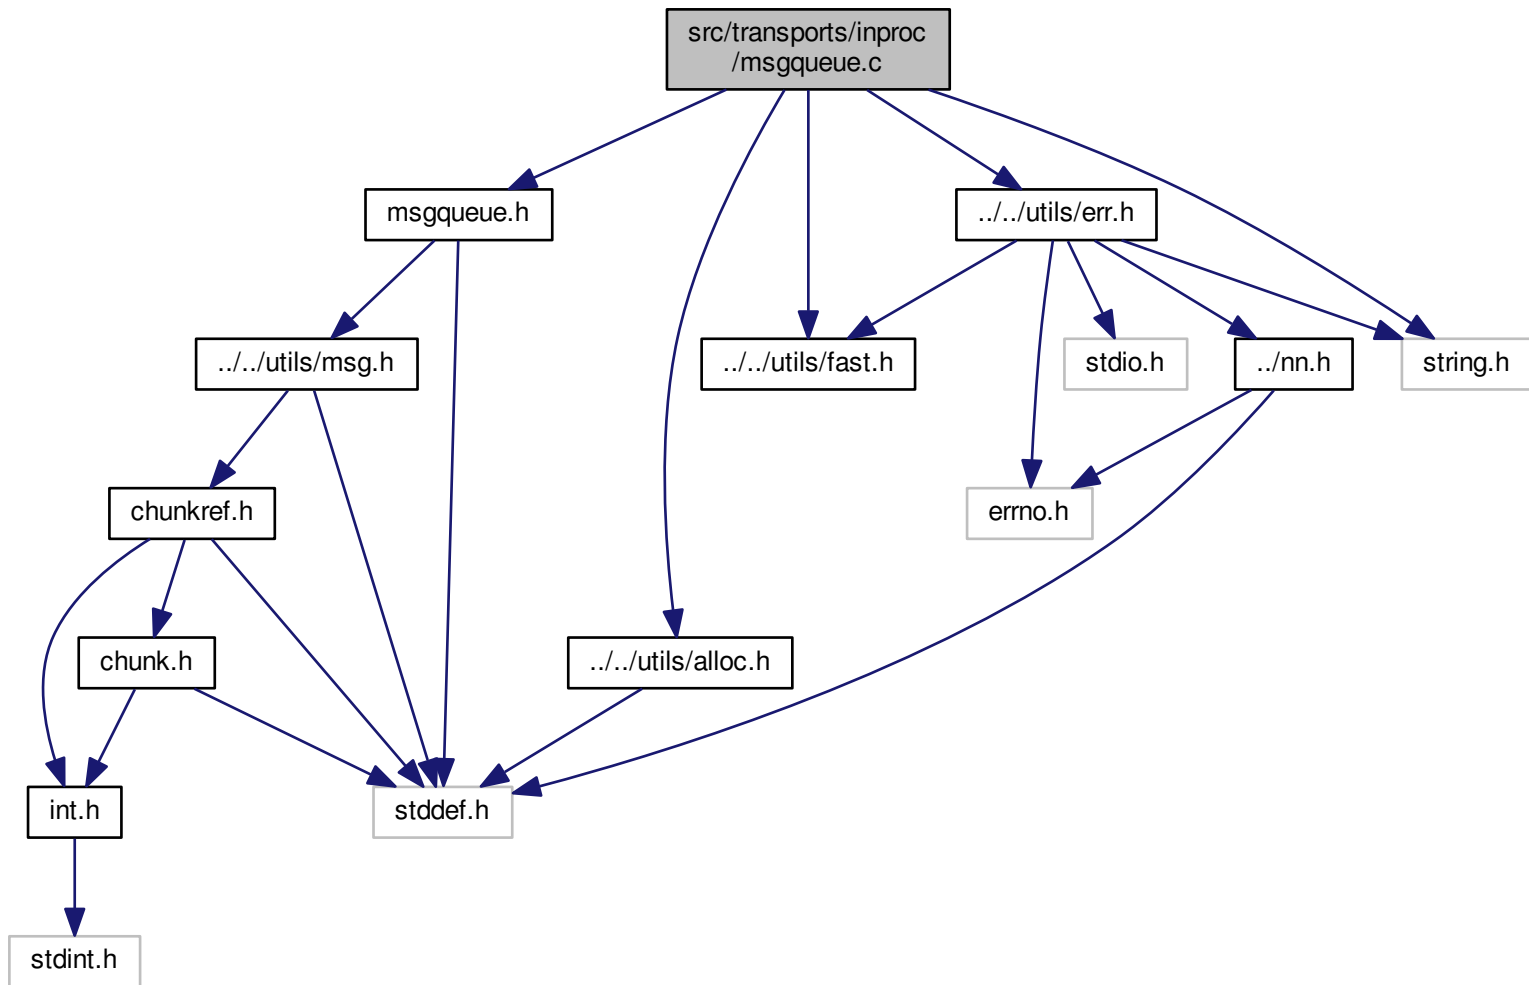 src/transports/inproc
/msgqueue.c
msgqueue.h
../../utils/err.h
../../utils/msg.h
../../utils/fast.h
stdio.h
../nn.h
string.h
chunkref.h
errno.h
chunk.h
../../utils/alloc.h
int.h
stddef.h
stdint.h